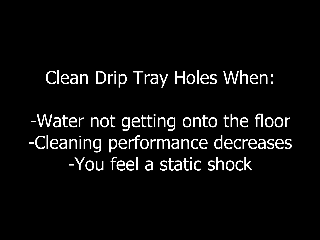 Clean Drip Tray Holes When:
-Water not getting onto the floor
-Cleaning performance decreases
-You feel a static shock